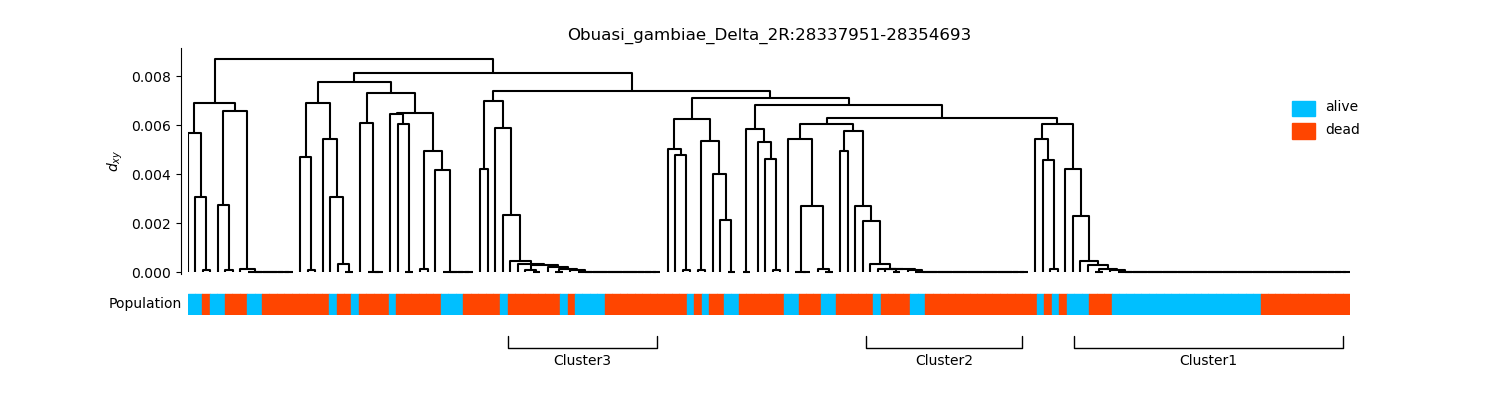 Obuasi_gambiae_Delta_2R:28337951-28354693
0.008
0.006
0.004
0.002
0.000
d_xy
alive
dead
Population
Cluster3
Cluster2
Cluster1